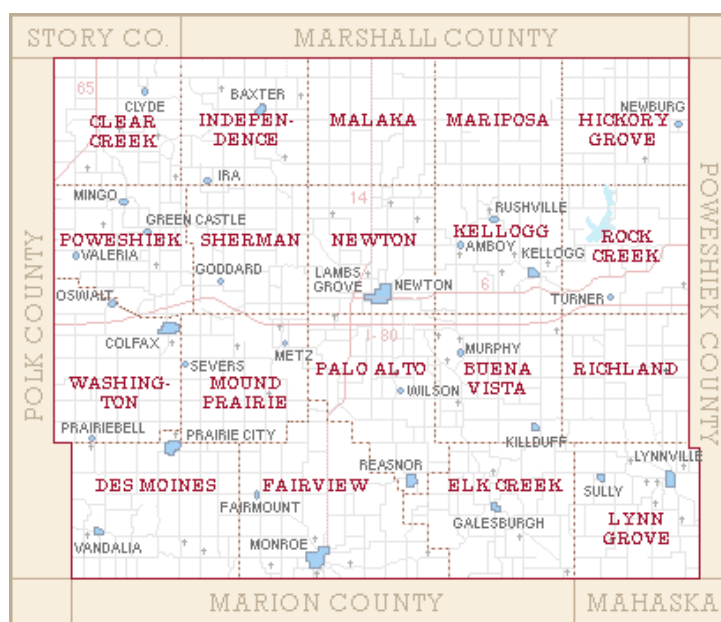 STORY CO.
MARSHALL COUNTY
65
CLYDE
BAXTER
NEWBURG
CLEAR
CREEK
INDEPEN-
DENCE
MALAKA
MARIPOSA
HICKORY
GROVE
IRA
MINGO
14
RUSHVILLE
GREEN CASTLE
POWESHIEK
SHERMAN
NEWTON
KELLOGG
ROCK
CREEK
VALERIA
AMBOY
KELLOGG
GODDARD
LAMBS
GROVE
NEWTON
6
OSWALT
TURNER
POLK COUNTY
POWESHIEK COUNTY
COLFAX
I-80
METZ
MURPHY
SEVERS
PALO ALTO
BUENA
VISTA
RICHLAND
WASHING-
TON
MOUND
PRAIRIE
WILSON
PRAIRIEBELL
PRAIRIE CITY
KILLDUFF
REASNOR
LYNNVILLE
DES MOINES
FAIRVIEW
ELK CREEK
SULLY
FAIRMOUNT
GALESBURGH
LYNN
GROVE
VANDALIA
MONROE
MARION COUNTY
MAHASKA